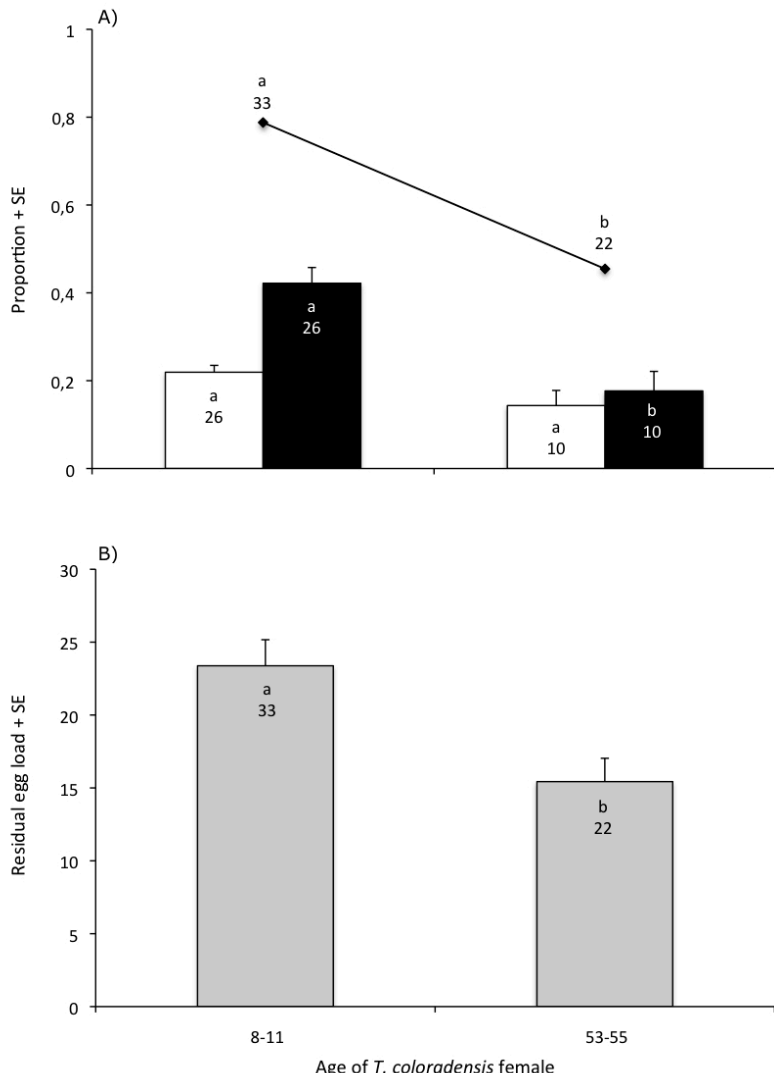 A)
1
a
33
0,8
Proportion + SE
0,6
b
22
0,4
a
26
0,2
a
26
a
10
b
10
0
B)
30
25
a
33
20
Residual egg load + SE
15
b
22
10
5
0
8-11
53-55
Age of T. coloradensis female